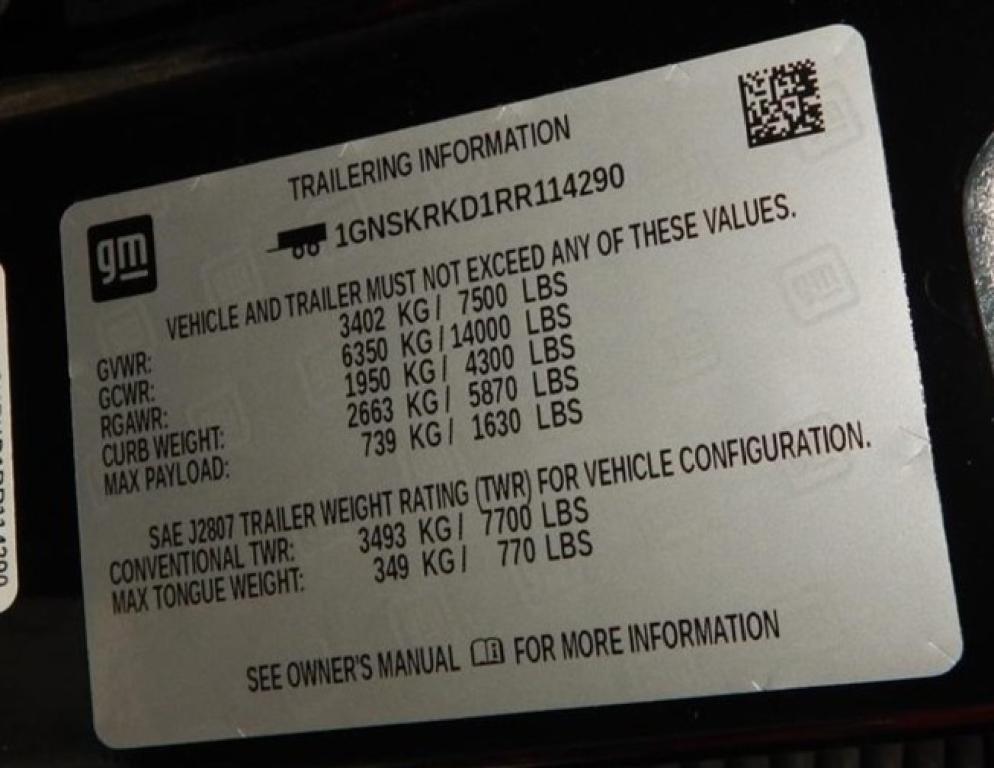 TRAILERING INFORMATION
1GNSKRKD1RR114290
gm
VEHICLE AND TRAILER MUST NOT EXCEED ANY OF THESE VALUES.
GVWR: 3402 KG / 7500 LBS
GCWR: 6350 KG / 14000 LBS
RGAWR: 1950 KG / 4300 LBS
CURB WEIGHT: 2663 KG / 5870 LBS
MAX PAYLOAD: 739 KG / 1630 LBS
SAE J2807 TRAILER WEIGHT RATING (TWR) FOR VEHICLE CONFIGURATION.
CONVENTIONAL TWR: 3493 KG / 7700 LBS
MAX TONGUE WEIGHT: 349 KG / 770 LBS
SEE OWNER'S MANUAL FOR MORE INFORMATION